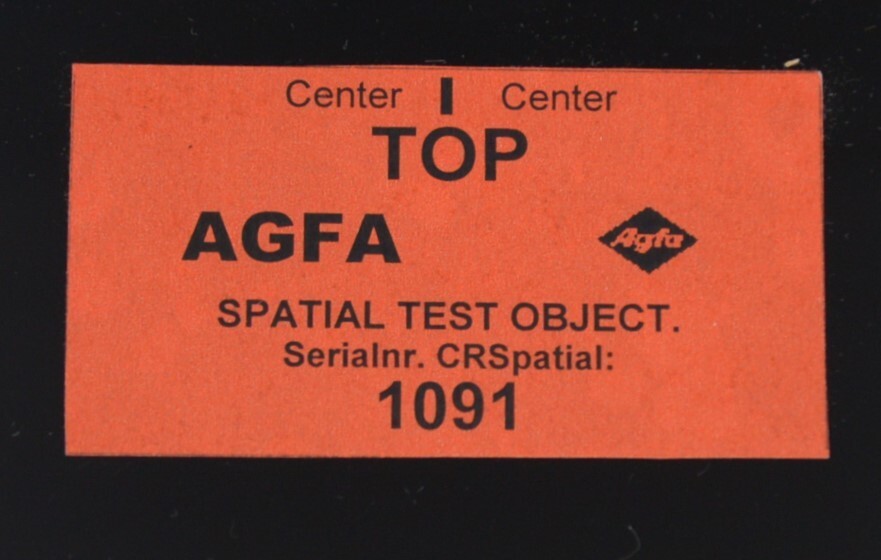 Center Center
TOP
AGFA Agfa
SPATIAL TEST OBJECT.
Serialnr. CRSpatial:
1091